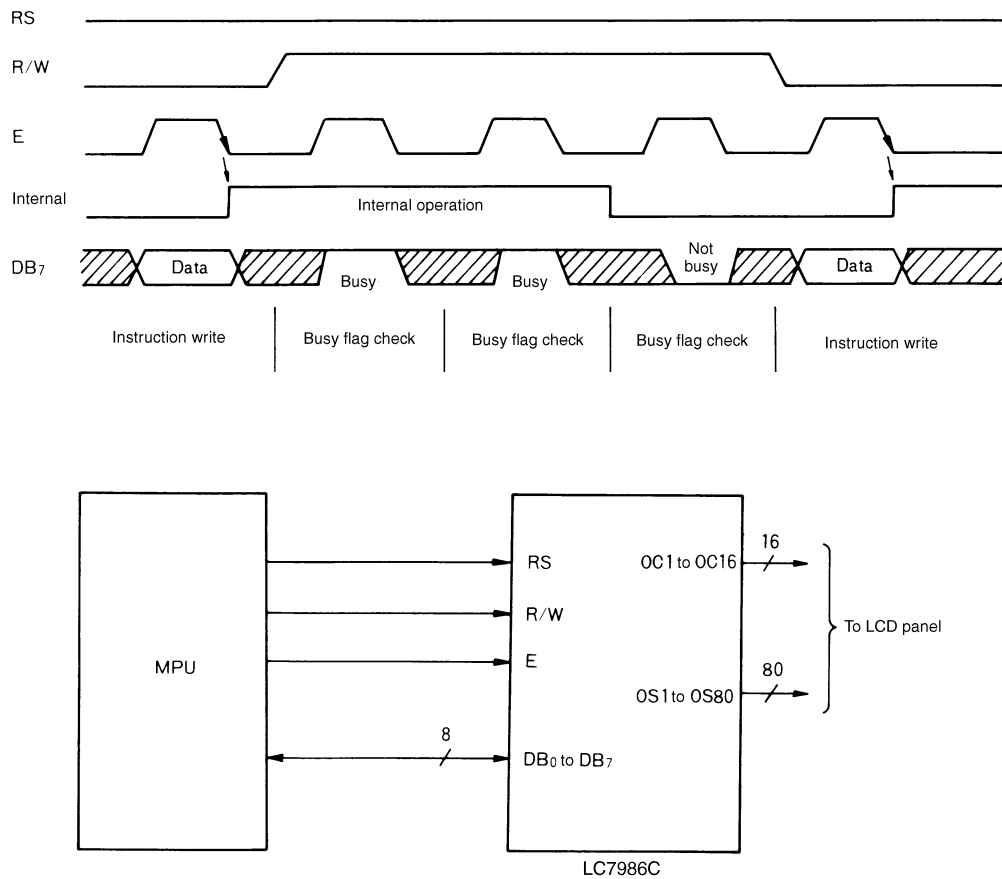 RS
R/W
E
Internal
Internal operation
DB₇
Data
Busy
Busy
Not
busy
Data
Instruction write
Busy flag check
Busy flag check
Busy flag check
Instruction write
MPU
RS
R/W
E
8
DB₀ to DB₇
OC1 to OC16
16
OS1 to OS80
80
To LCD panel
LC7986C